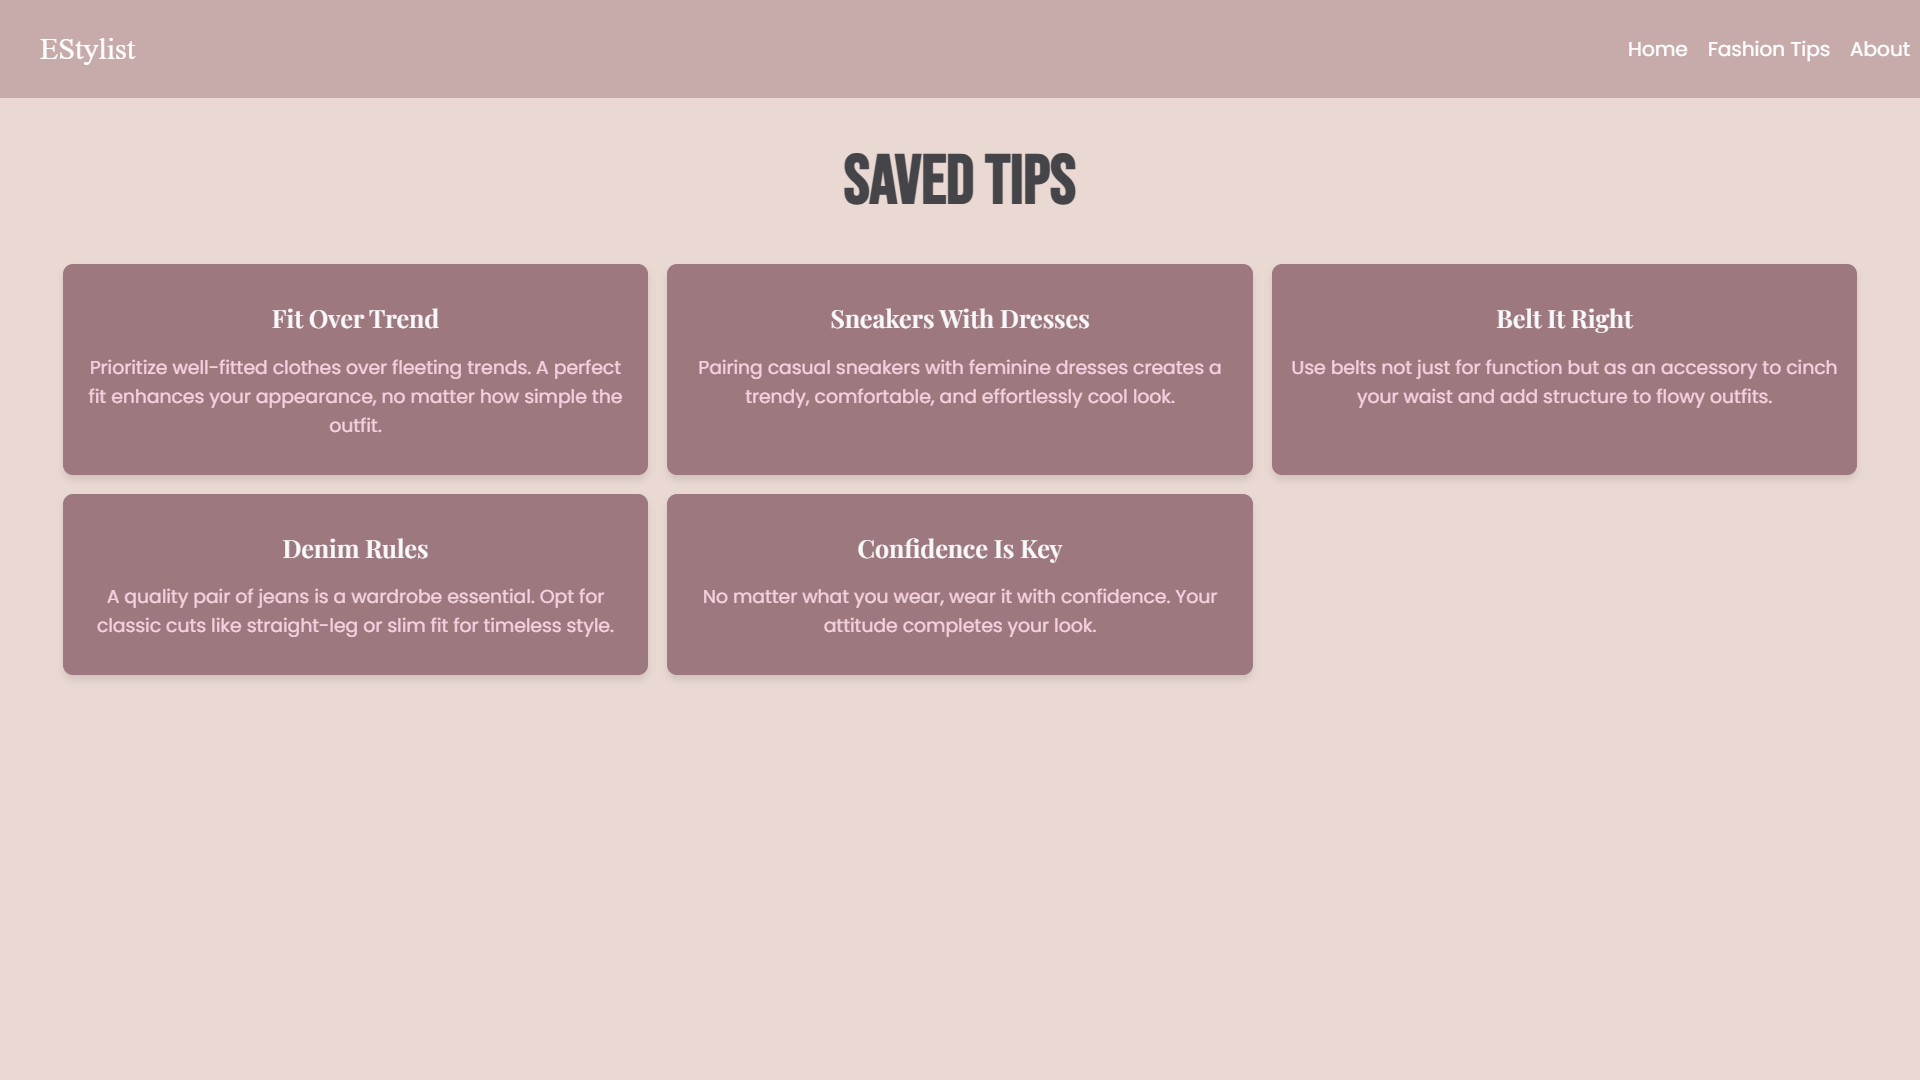 EStylist
Home Fashion Tips About
SAVED TIPS
Fit Over Trend
Prioritize well-fitted clothes over fleeting trends. A perfect
fit enhances your appearance, no matter how simple the
outfit.
Sneakers With Dresses
Pairing casual sneakers with feminine dresses creates a
trendy, comfortable, and effortlessly cool look.
Belt It Right
Use belts not just for function but as an accessory to cinch
your waist and add structure to flowy outfits.
Denim Rules
A quality pair of jeans is a wardrobe essential. Opt for
classic cuts like straight-leg or slim fit for timeless style.
Confidence Is Key
No matter what you wear, wear it with confidence. Your
attitude completes your look.